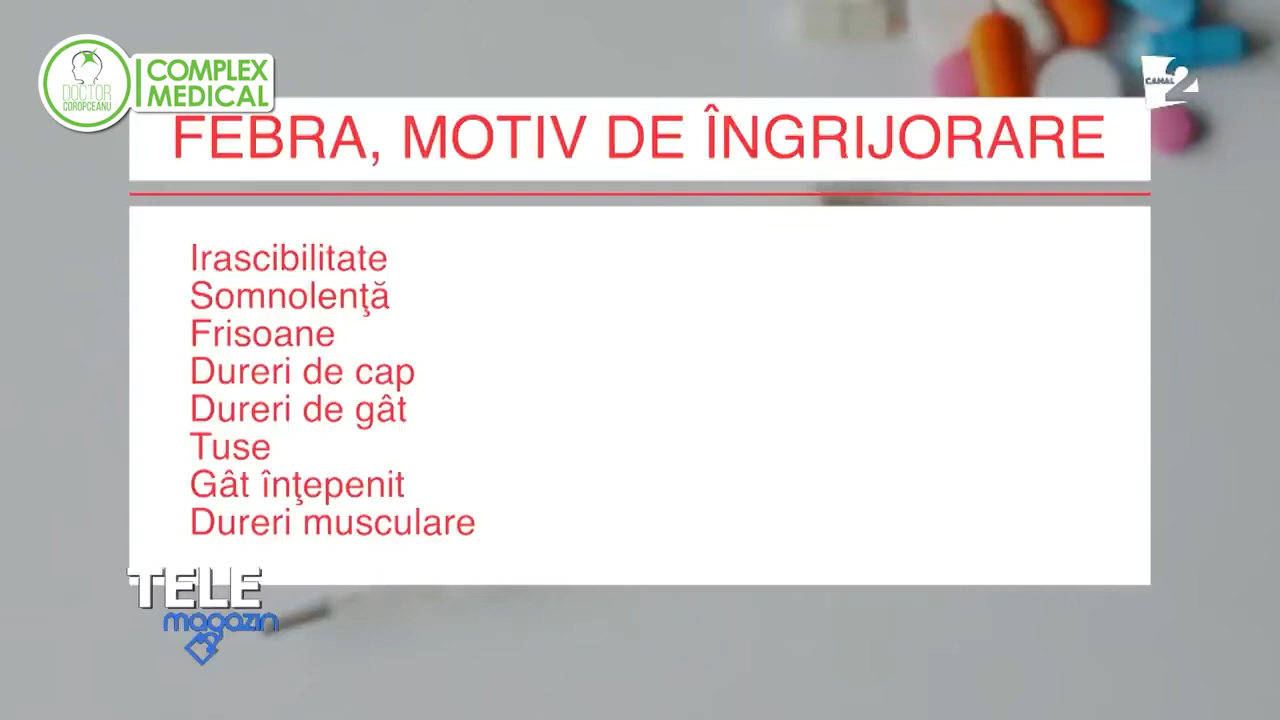 DOCTOR
COROPCEANU
COMPLEX
MEDICAL
CANAL 2
FEBRA, MOTIV DE ÎNGRIJORARE
Irascibilitate
Somnolenţă
Frisoane
Dureri de cap
Dureri de gât
Tuse
Gât înţepenit
Dureri musculare
TELE
magazin